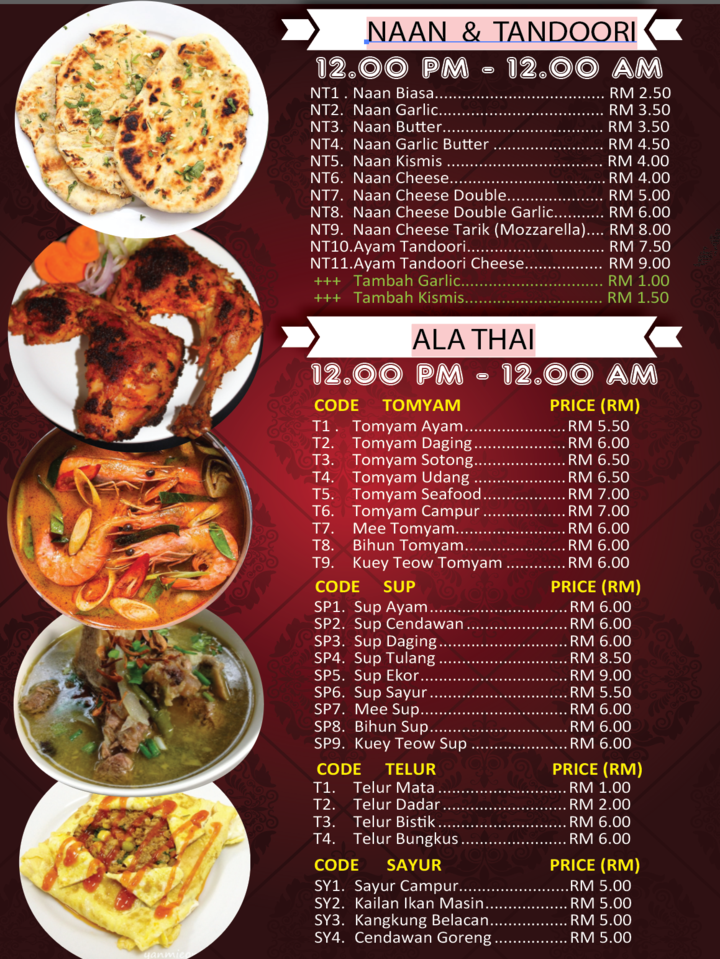 NAAN & TANDOORI
12.00 PM - 12.00 AM
NT1 . Naan Biasa.................................... RM 2.50
NT2. Naan Garlic................................... RM 3.50
NT3. Naan Butter.................................. RM 3.50
NT4. Naan Garlic Butter ....................... RM 4.50
NT5. Naan Kismis ................................. RM 4.00
NT6. Naan Cheese................................. RM 4.00
NT7. Naan Cheese Double..................... RM 5.00
NT8. Naan Cheese Double Garlic........... RM 6.00
NT9. Naan Cheese Tarik (Mozzarella).... RM 8.00
NT10.Ayam Tandoori............................. RM 7.50
NT11.Ayam Tandoori Cheese................. RM 9.00
+++ Tambah Garlic.............................. RM 1.00
+++ Tambah Kismis............................. RM 1.50
ALA THAI
12.00 PM - 12.00 AM
CODE TOMYAM PRICE (RM)
T1 . Tomyam Ayam......................RM 5.50
T2. Tomyam Daging....................RM 6.00
T3. Tomyam Sotong....................RM 6.50
T4. Tomyam Udang .....................RM 6.50
T5. Tomyam Seafood..................RM 7.00
T6. Tomyam Campur ..................RM 7.00
T7. Mee Tomyam........................RM 6.00
T8. Bihun Tomyam......................RM 6.00
T9. Kuey Teow Tomyam .............RM 6.00
CODE SUP PRICE (RM)
SP1. Sup Ayam..............................RM 6.00
SP2. Sup Cendawan ......................RM 6.00
SP3. Sup Daging............................RM 6.00
SP4. Sup Tulang ............................RM 8.50
SP5. Sup Ekor................................RM 9.00
SP6. Sup Sayur..............................RM 5.50
SP7. Mee Sup................................RM 6.00
SP8. Bihun Sup..............................RM 6.00
SP9. Kuey Teow Sup .....................RM 6.00
CODE TELUR PRICE (RM)
T1. Telur Mata ............................RM 1.00
T2. Telur Dadar ...........................RM 2.00
T3. Telur Bistik ............................RM 6.00
T4. Telur Bungkus.......................RM 6.00
CODE SAYUR PRICE (RM)
SY1. Sayur Campur........................RM 5.00
SY2. Kailan Ikan Masin..................RM 5.00
SY3. Kangkung Belacan.................RM 5.00
SY4. Cendawan Goreng ................RM 5.00